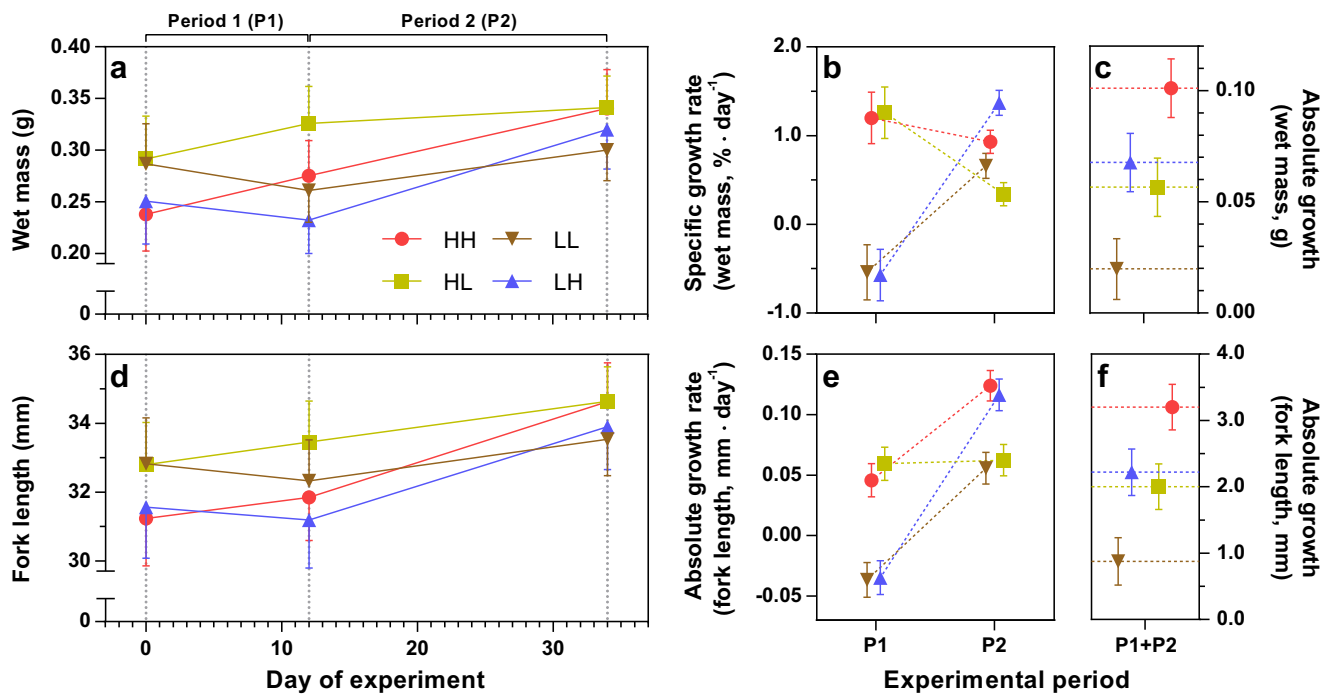 Period 1 (P1)
Period 2 (P2)
a
Wet mass (g)
0.40
0.35
0.30
0.25
0.20
0
HH
LL
HL
LH
b
Specific growth rate
(wet mass, % · day-1)
2.0
1.0
0.0
-1.0
c
0.10
0.05
0.00
Absolute growth
(wet mass, g)
d
Fork length (mm)
36
34
32
30
0
0
10
20
30
Day of experiment
e
Absolute growth rate
(fork length, mm · day-1)
0.15
0.10
0.05
0.00
-0.05
P1
P2
Experimental period
f
4.0
3.0
2.0
1.0
0.0
P1+P2
Absolute growth
(fork length, mm)